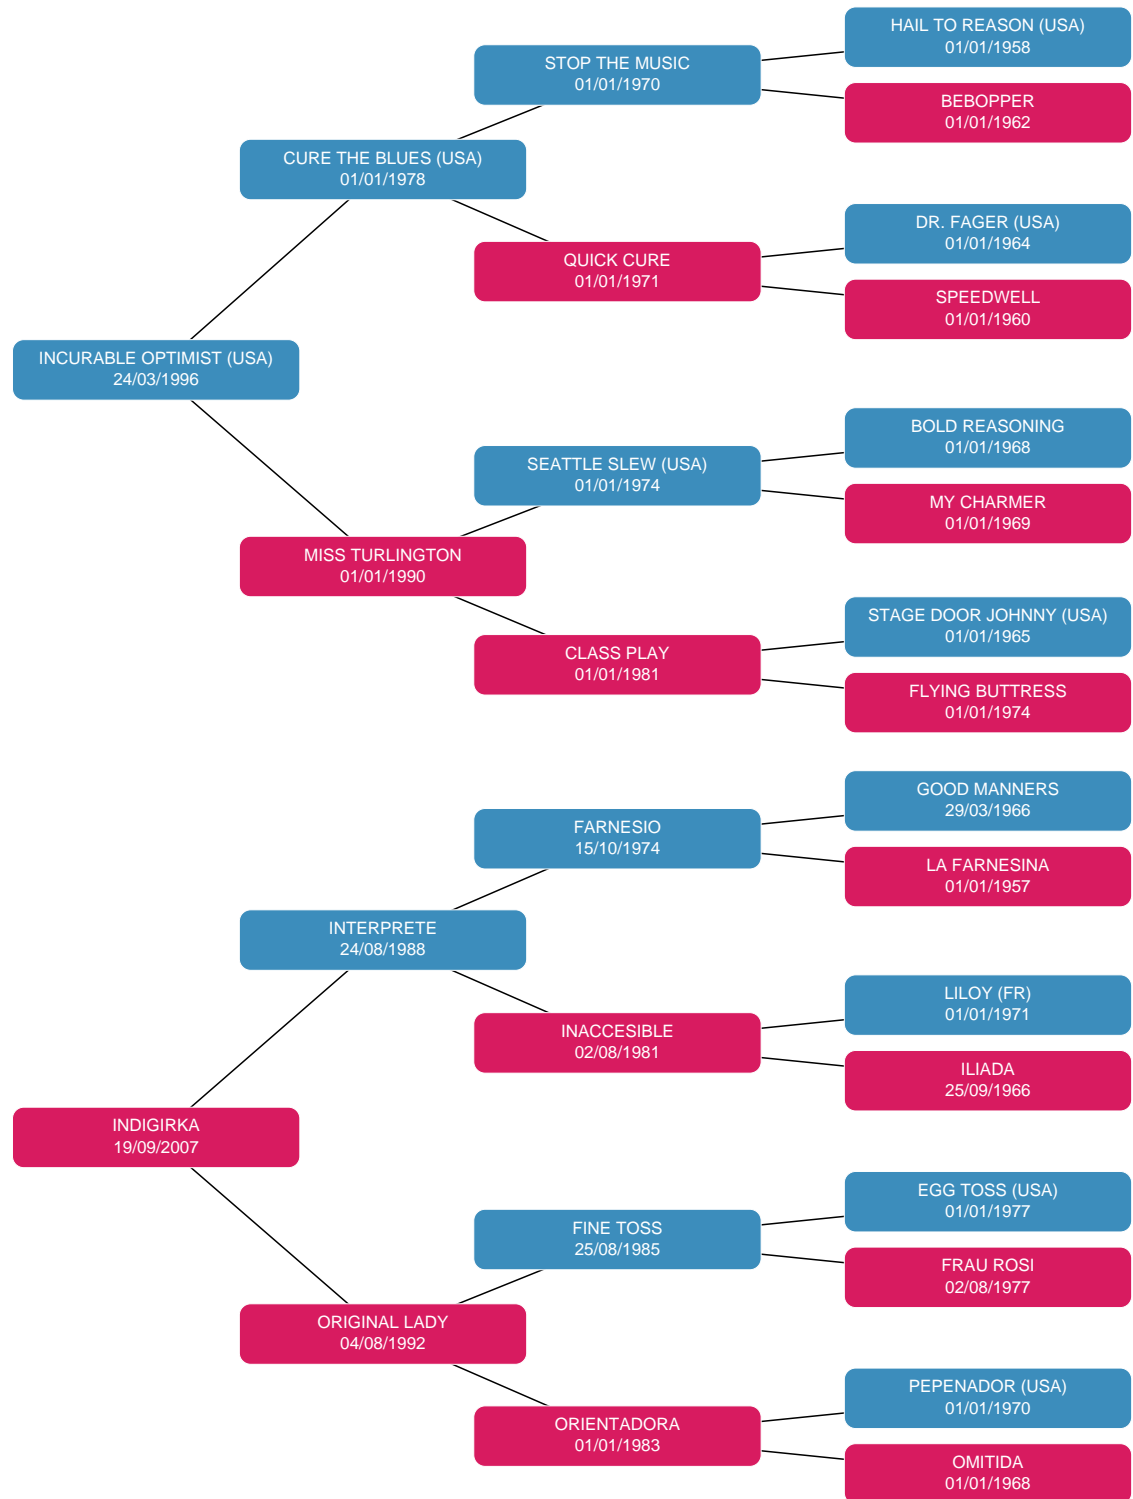 HAIL TO REASON (USA)
01/01/1958
STOP THE MUSIC
01/01/1970
BEBOPPER
01/01/1962
CURE THE BLUES (USA)
01/01/1978
DR. FAGER (USA)
01/01/1964
QUICK CURE
01/01/1971
SPEEDWELL
01/01/1960
INCURABLE OPTIMIST (USA)
24/03/1996
BOLD REASONING
01/01/1968
SEATTLE SLEW (USA)
01/01/1974
MY CHARMER
01/01/1969
MISS TURLINGTON
01/01/1990
STAGE DOOR JOHNNY (USA)
01/01/1965
CLASS PLAY
01/01/1981
FLYING BUTTRESS
01/01/1974
GOOD MANNERS
29/03/1966
FARNESIO
15/10/1974
LA FARNESINA
01/01/1957
INTERPRETE
24/08/1988
LILOY (FR)
01/01/1971
INACCESIBLE
02/08/1981
ILIADA
25/09/1966
INDIGIRKA
19/09/2007
EGG TOSS (USA)
01/01/1977
FINE TOSS
25/08/1985
FRAU ROSI
02/08/1977
ORIGINAL LADY
04/08/1992
PEPENADOR (USA)
01/01/1970
ORIENTADORA
01/01/1983
OMITIDA
01/01/1968